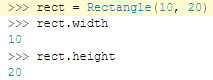 >>> rect = Rectangle(10, 20)
>>> rect.width
10
>>> rect.height
20